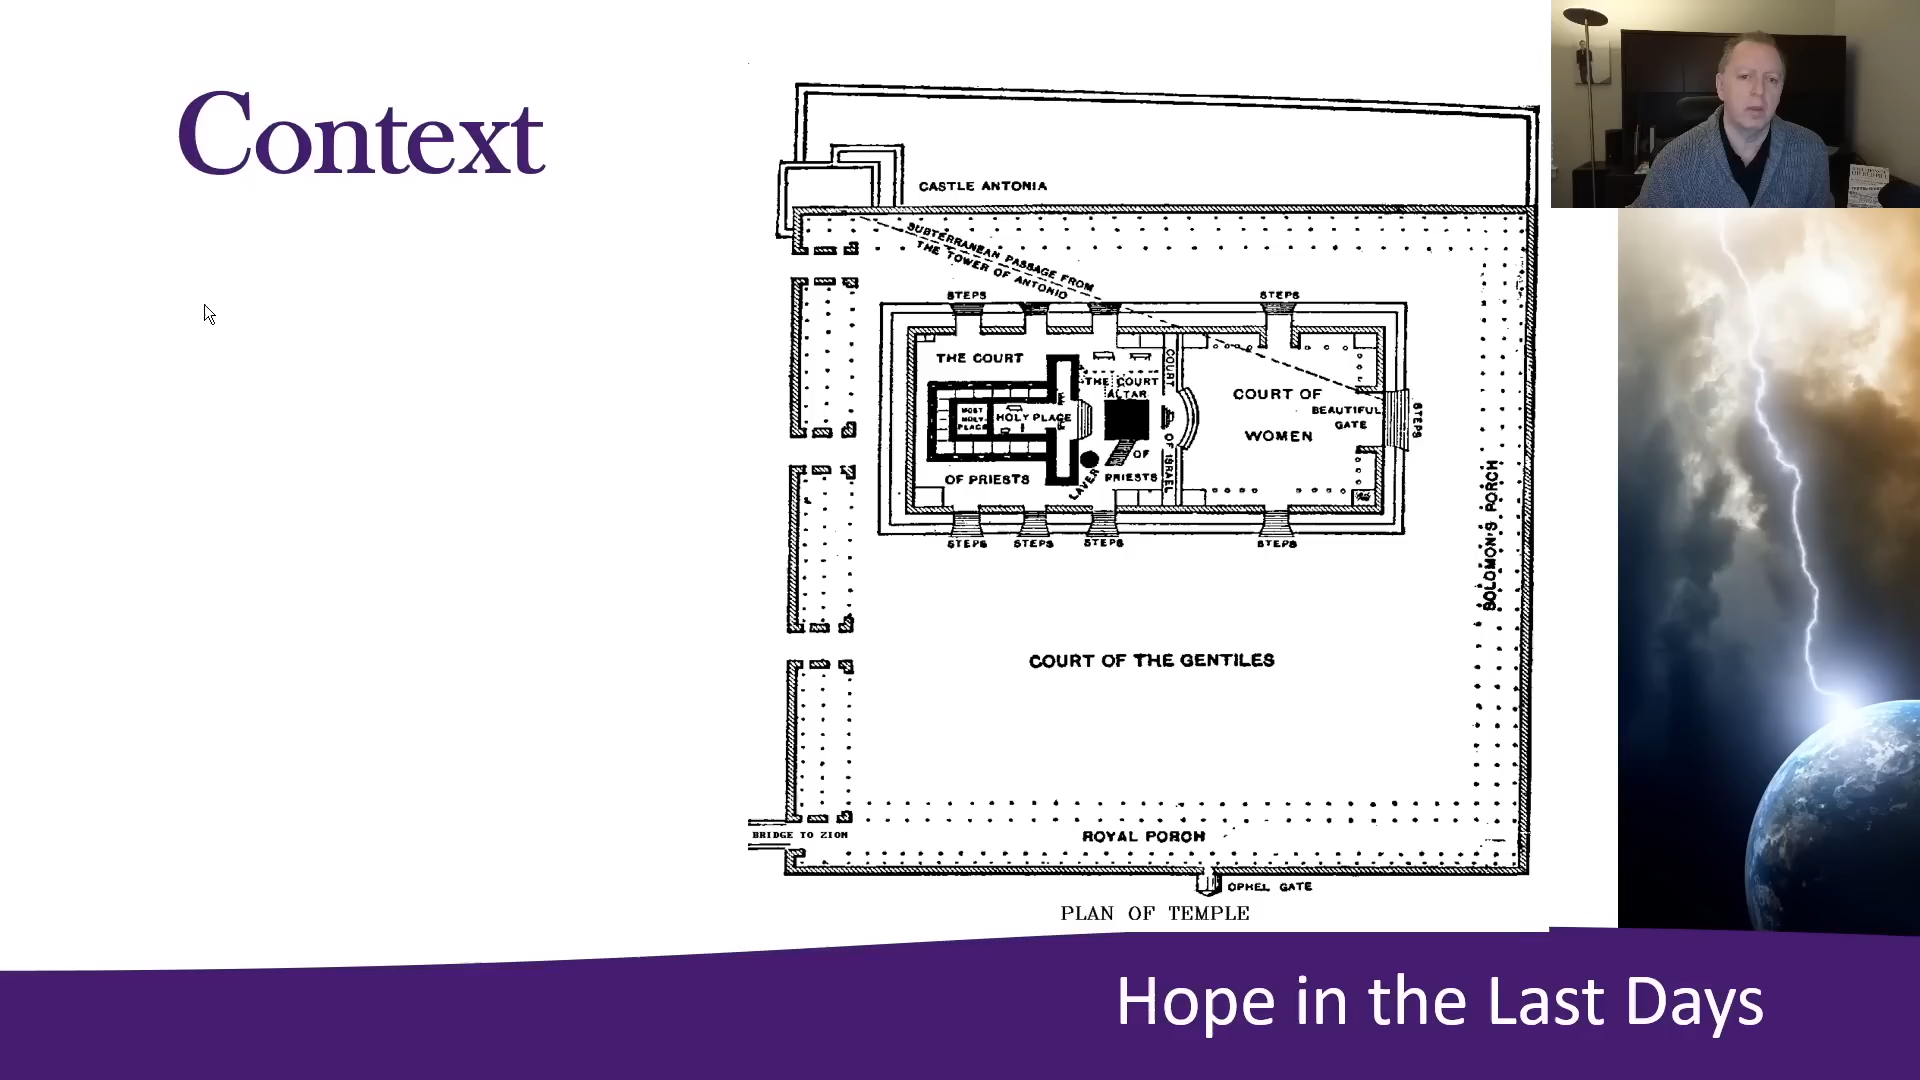 Context
CASTLE ANTONIA
SUBTERRANEAN PASSAGE FROM
THE TOWER OF ANTONIO
STEPS
STEPS
THE COURT
COURT
THE COURT
ALTAR
COURT OF
MOST
HOLY
PLACE
HOLY PLACE
BEAUTIFUL
GATE
STEPS
WOMEN
OF
OF ISRAEL
OF PRIESTS
LAVER
PRIESTS
STEPS
STEPS
STEPS
STEPS
SOLOMON'S PORCH
COURT OF THE GENTILES
BRIDGE TO ZION
ROYAL PORCH
OPHEL GATE
PLAN OF TEMPLE
Hope in the Last Days